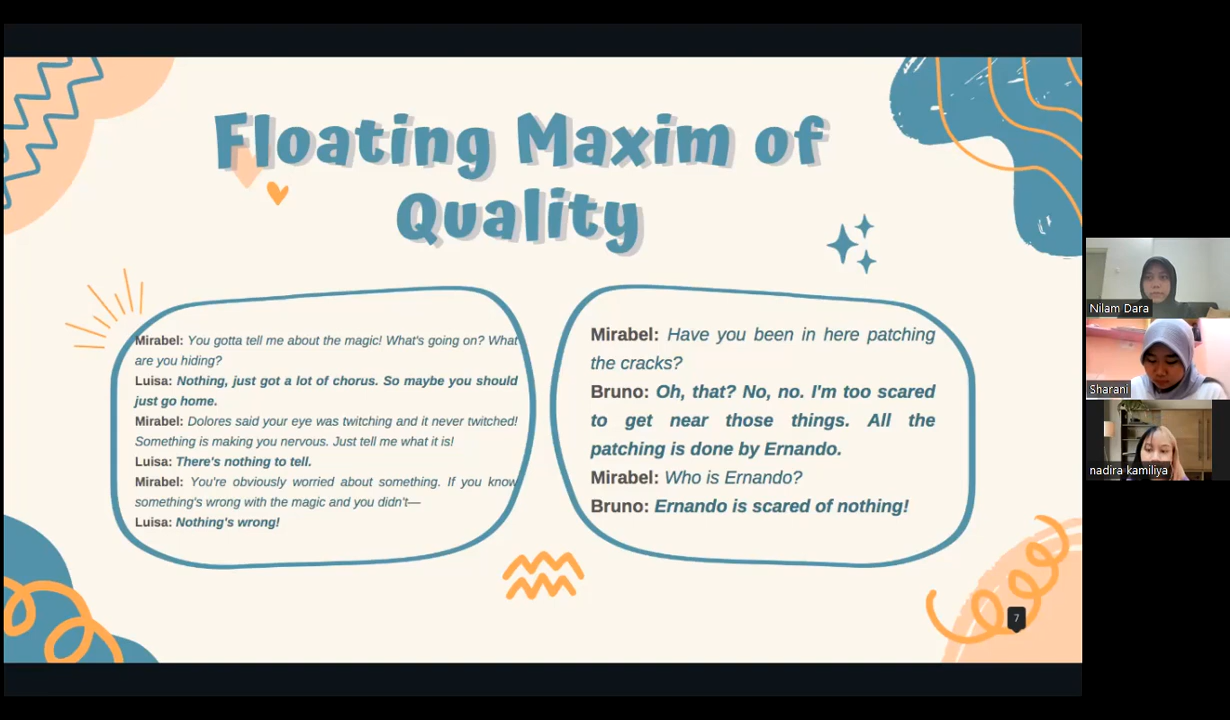 Floating Maxim of
Quality
Mirabel: You gotta tell me about the magic! What's going on? What
are you hiding?
Luisa: Nothing, just got a lot of chorus. So maybe you should
just go home.
Mirabel: Dolores said your eye was twitching and it never twitched!
Something is making you nervous. Just tell me what it is!
Luisa: There's nothing to tell.
Mirabel: You're obviously worried about something. If you know
something's wrong with the magic and you didn't—
Luisa: Nothing's wrong!
Mirabel: Have you been in here patching
the cracks?
Bruno: Oh, that? No, no. I'm too scared
to get near those things. All the
patching is done by Ernando.
Mirabel: Who is Ernando?
Bruno: Ernando is scared of nothing!
7
Nilam Dara
Sharani
nadira kamiliya